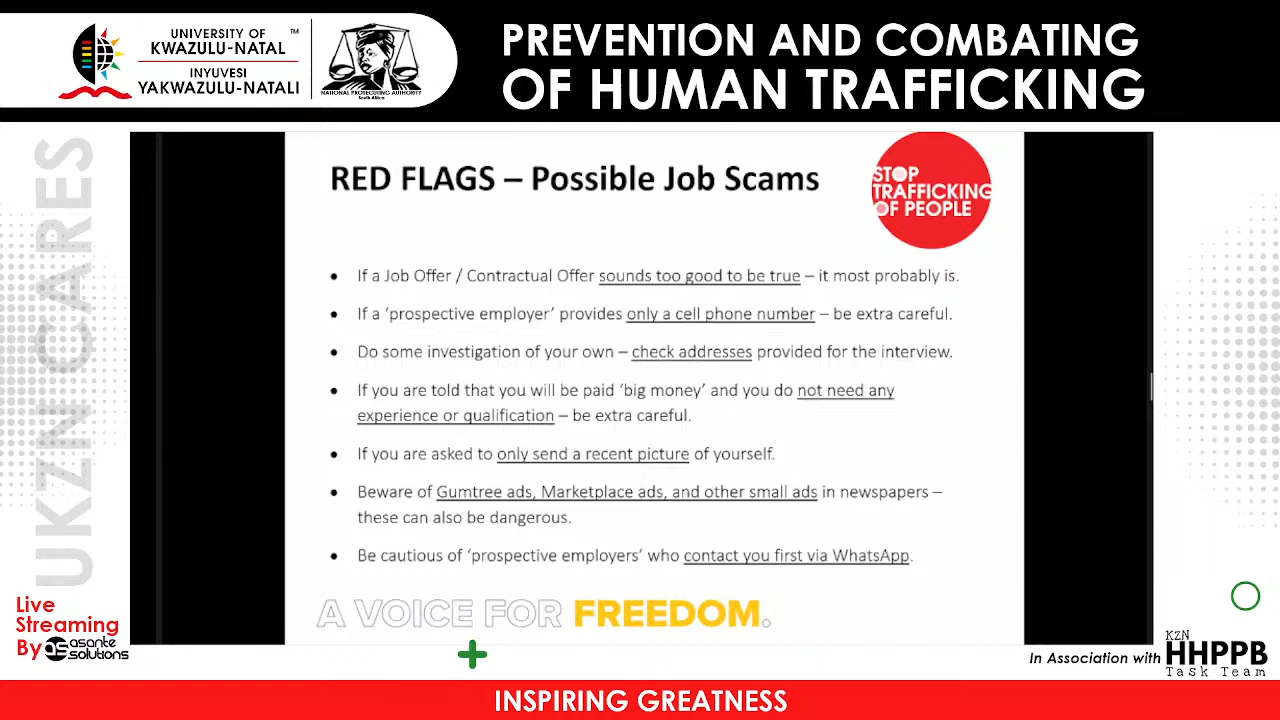 UNIVERSITY OF
KWAZULU-NATAL
TM
INYUVESI
YAKWAZULU-NATALI
NATIONAL PROSECUTING AUTHORITY
South Africa
PREVENTION AND COMBATING
OF HUMAN TRAFFICKING
UKZN CARES
RED FLAGS – Possible Job Scams
STOP
TRAFFICKING
OF PEOPLE
• If a Job Offer / Contractual Offer sounds too good to be true – it most probably is.
• If a ‘prospective employer’ provides only a cell phone number – be extra careful.
• Do some investigation of your own – check addresses provided for the interview.
• If you are told that you will be paid ‘big money’ and you do not need any
experience or qualification – be extra careful.
• If you are asked to only send a recent picture of yourself.
• Beware of Gumtree ads, Marketplace ads, and other small ads in newspapers –
these can also be dangerous.
• Be cautious of ‘prospective employers’ who contact you first via WhatsApp.
A VOICE FOR FREEDOM.
Live
Streaming
By as asante
solutions
In Association with
KZN
HHPPB
Task Team
INSPIRING GREATNESS